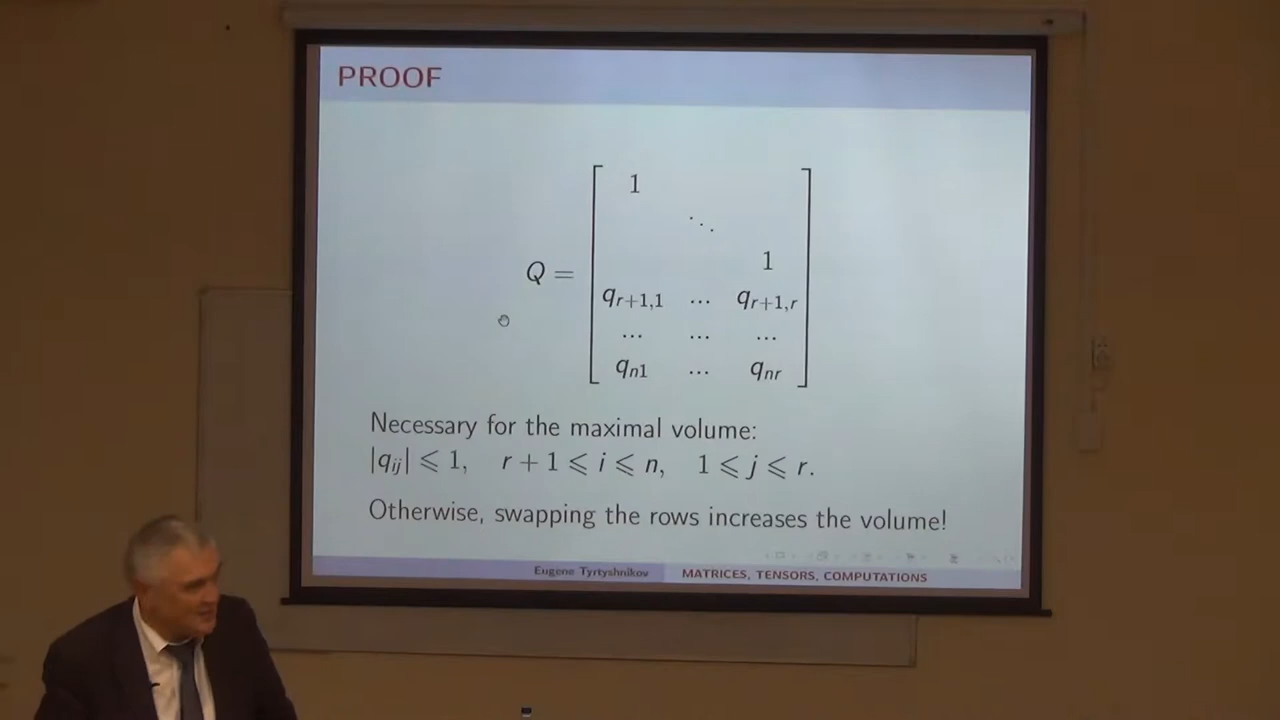 PROOF
1
⋱
1
Q =
q_{r+1,1} ... q_{r+1,r}
... ... ...
q_{n1} ... q_{nr}
Necessary for the maximal volume:
|q_{ij}| ⩽ 1, r + 1 ⩽ i ⩽ n, 1 ⩽ j ⩽ r.
Otherwise, swapping the rows increases the volume!
Eugene Tyrtyshnikov MATRICES, TENSORS, COMPUTATIONS